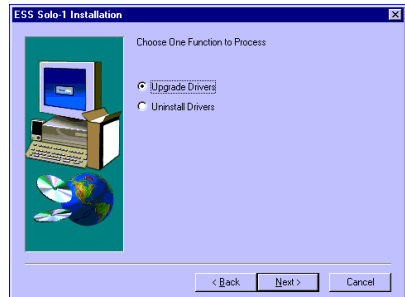 ESS Solo-1 Installation
Choose One Function to Process
Upgrade Drivers
Uninstall Drivers
< Back
Next >
Cancel